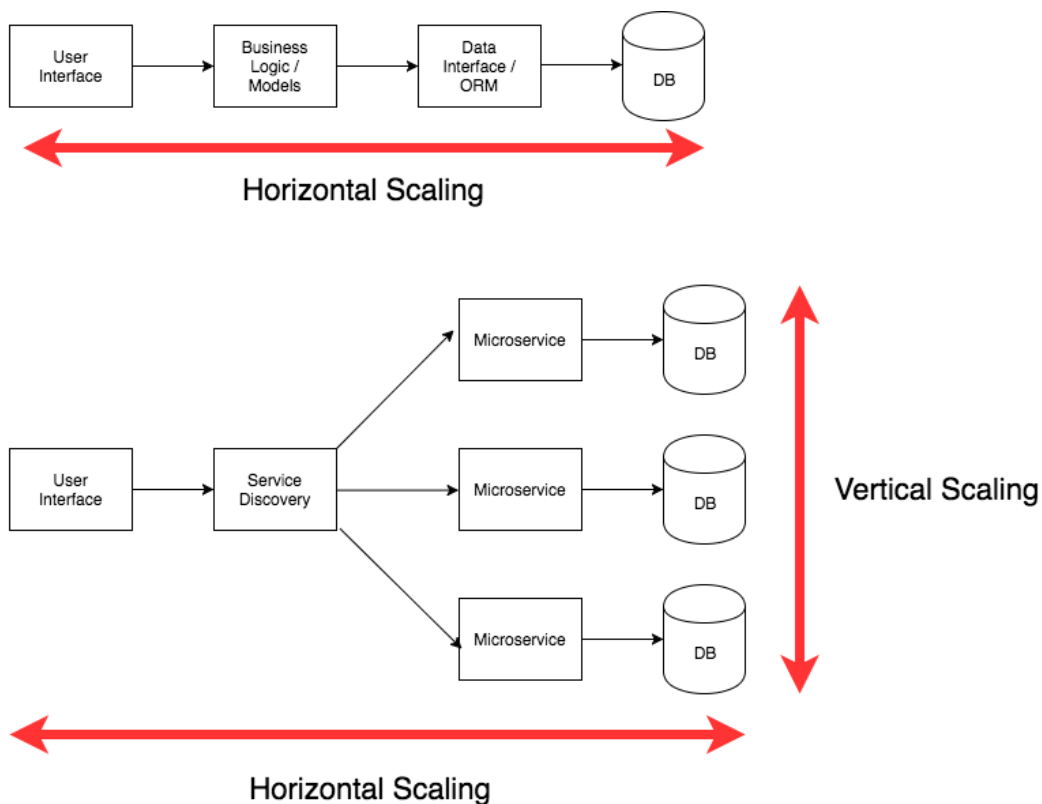 User
Interface
Business
Logic /
Models
Data
Interface /
ORM
DB
Horizontal Scaling
Microservice
DB
User
Interface
Service
Discovery
Microservice
DB
Vertical Scaling
Microservice
DB
Horizontal Scaling